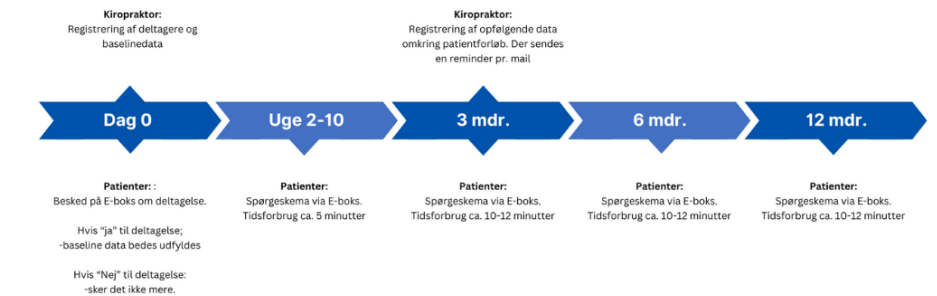 Kiropraktor:
Registrering af deltagere og
baselinedata
Kiropraktor:
Registrering af opfølgende data
omkring patientforløb. Der sendes
en reminder pr. mail
Dag 0
Uge 2-10
3 mdr.
6 mdr.
12 mdr.
Patienter: :
Besked på E-boks om deltagelse.
Hvis “ja” til deltagelse;
-baseline data bedes udfyldes
Hvis “Nej” til deltagelse:
-sker det ikke mere.
Patienter:
Spørgeskema via E-boks.
Tidsforbrug ca. 5 minutter
Patienter:
Spørgeskema via E-boks.
Tidsforbrug ca. 10-12 minutter
Patienter:
Spørgeskema via E-boks.
Tidsforbrug ca. 10-12 minutter
Patienter:
Spørgeskema via E-boks.
Tidsforbrug ca. 10-12 minutter